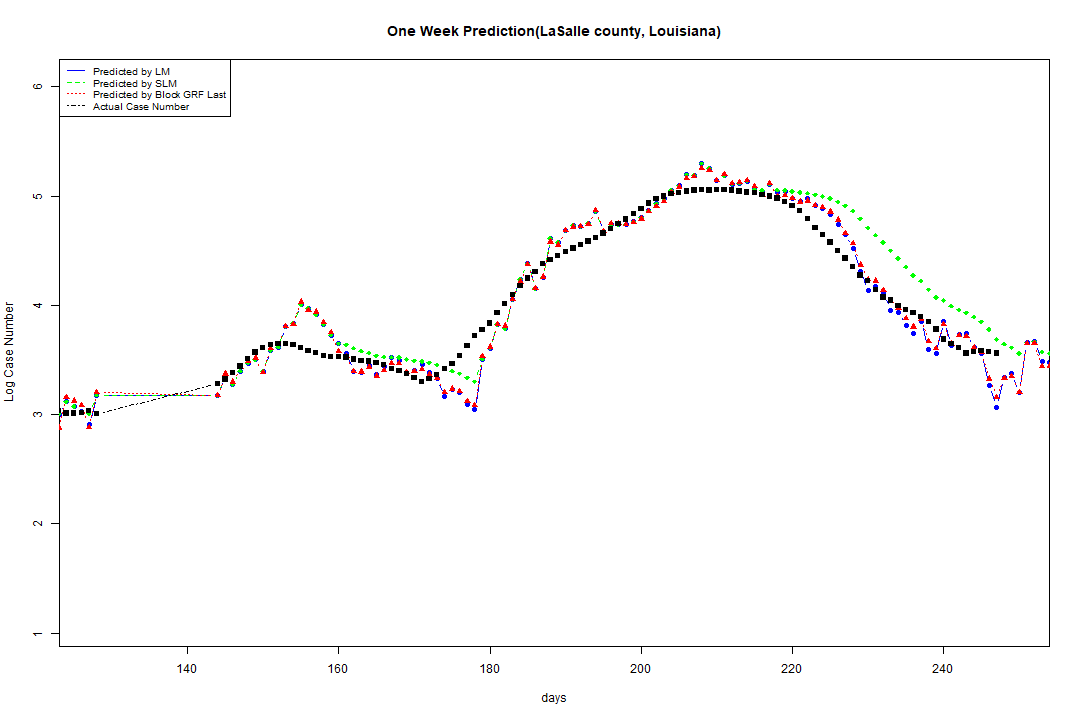 One Week Prediction(LaSalle county, Louisiana)
Predicted by LM
Predicted by SLM
Predicted by Block GRF Last
Actual Case Number
Log Case Number
6
5
4
3
2
1
140 160 180 200 220 240
days